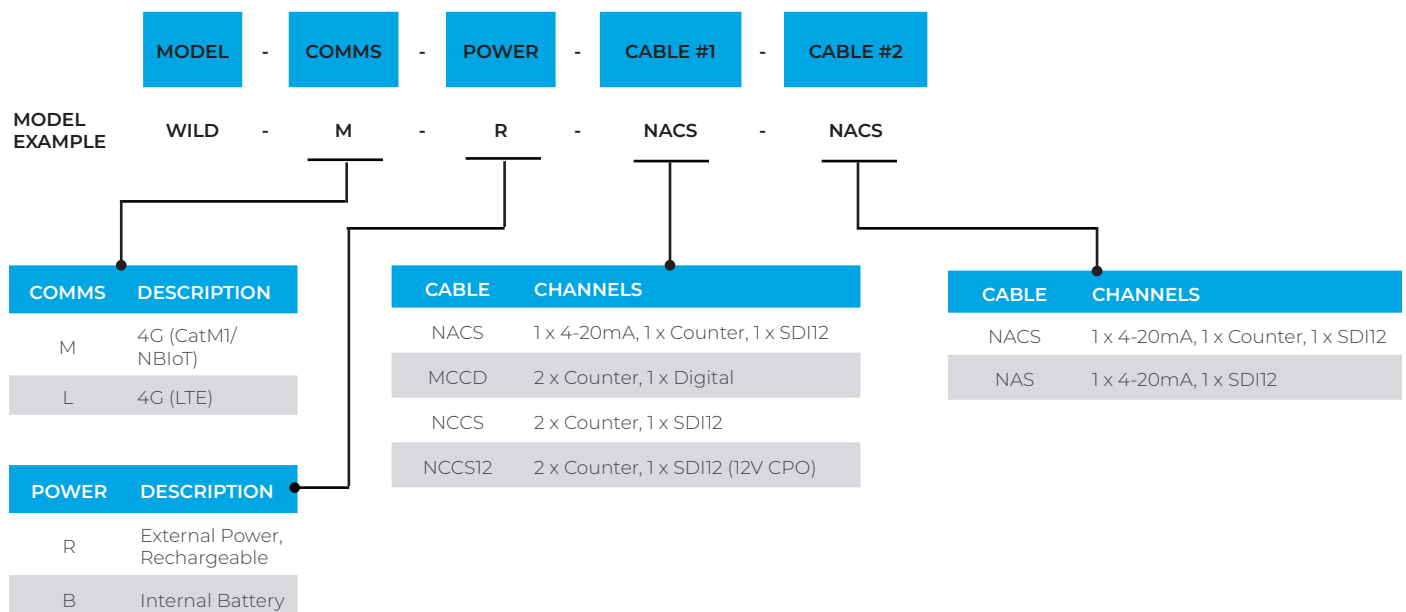 MODEL - COMMS - POWER - CABLE #1 - CABLE #2
MODEL
EXAMPLE
WILD - M - R - NACS - NACS
COMMS DESCRIPTION
M 4G (CatM1/
NBIoT)
L 4G (LTE)
POWER DESCRIPTION
R External Power,
Rechargeable
B Internal Battery
CABLE CHANNELS
NACS 1 x 4-20mA, 1 x Counter, 1 x SDI12
MCCD 2 x Counter, 1 x Digital
NCCS 2 x Counter, 1 x SDI12
NCCS12 2 x Counter, 1 x SDI12 (12V CPO)
CABLE CHANNELS
NACS 1 x 4-20mA, 1 x Counter, 1 x SDI12
NAS 1 x 4-20mA, 1 x SDI12